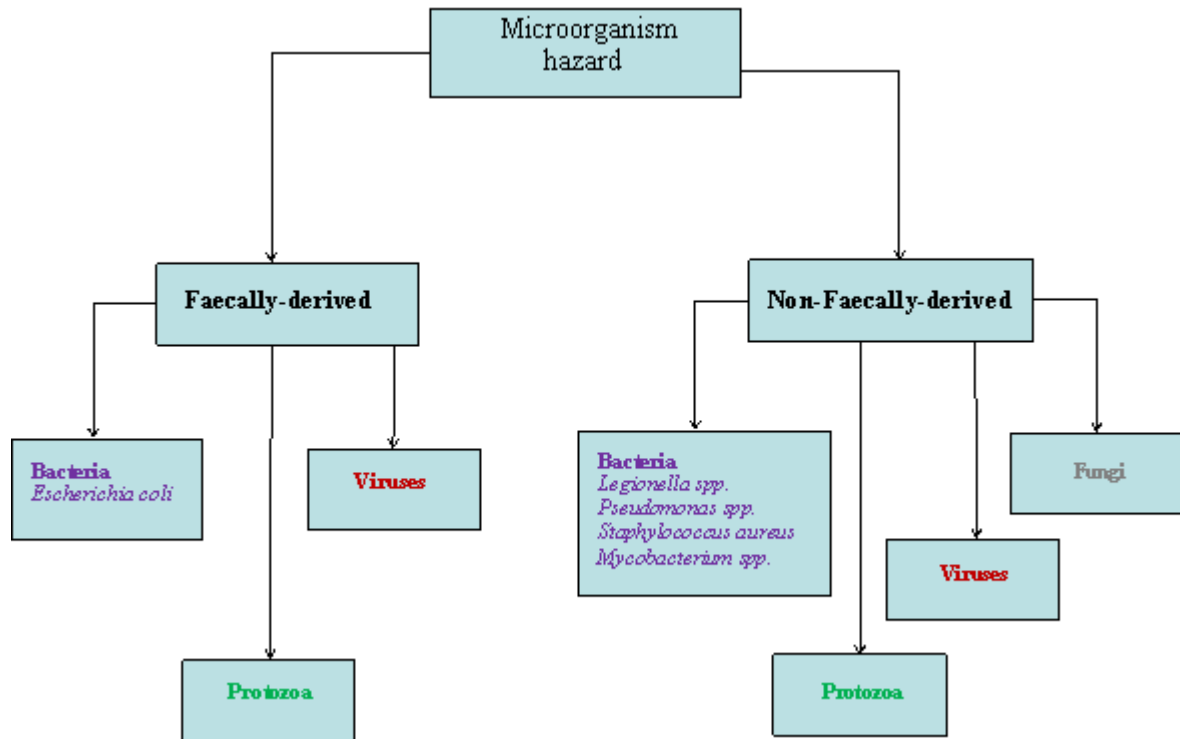 Microorganism
hazard
Faecally-derived
Non-Faecally-derived
Bacteria
Escherichia coli
Viruses
Protozoa
Bacteria
Legionella spp.
Pseudomonas spp.
Staphylococcus aureus
Mycobacterium spp.
Fungi
Viruses
Protozoa